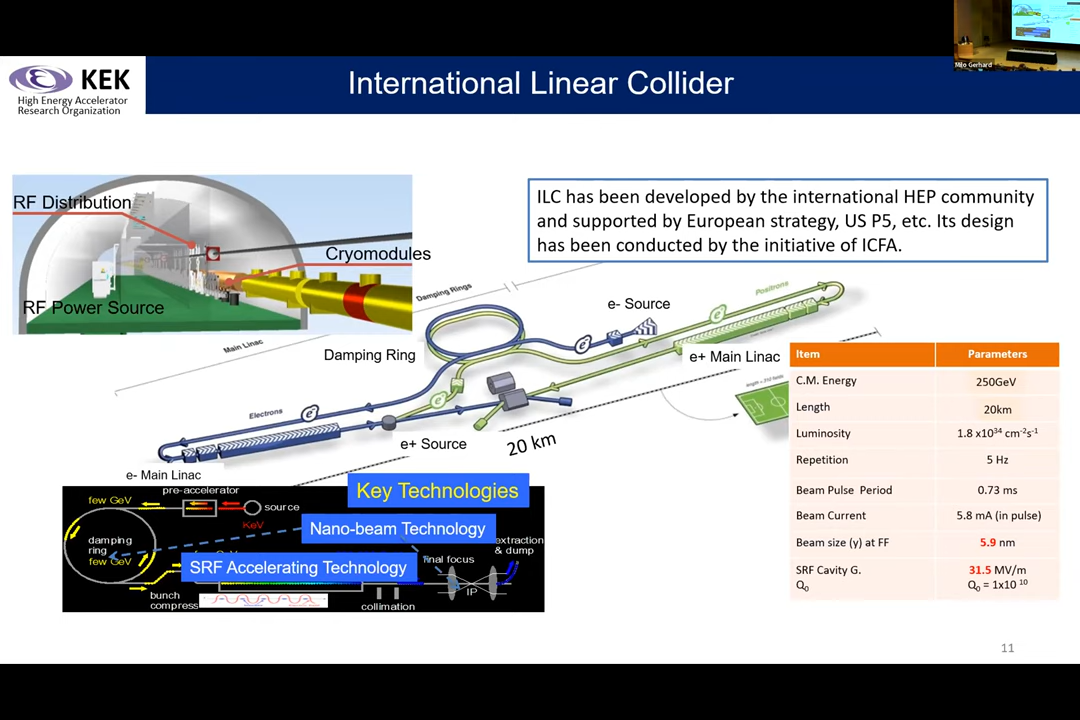 Milo Gerhard
KEK
High Energy Accelerator
Research Organization
International Linear Collider
RF Distribution
Cryomodules
RF Power Source
ILC has been developed by the international HEP community
and supported by European strategy, US P5, etc. Its design
has been conducted by the initiative of ICFA.
Damping Rings
e- Source
Positrons
Main Linac
Damping Ring
e+ Main Linac
Electrons
e+ Source
20 km
e- Main Linac
Item Parameters
C.M. Energy 250GeV
Length 20km
Luminosity 1.8 x10³⁴ cm⁻²s⁻¹
Repetition 5 Hz
Beam Pulse Period 0.73 ms
Beam Current 5.8 mA (in pulse)
Beam size (y) at FF 5.9 nm
SRF Cavity G. 31.5 MV/m
Q₀ Q₀ = 1x10 ¹⁰
Key Technologies
pre-accelerator
few GeV
source
KeV
Nano-beam Technology
damping
ring
few GeV
extraction
& dump
final focus
SRF Accelerating Technology
IP
bunch
compress
collimation
11